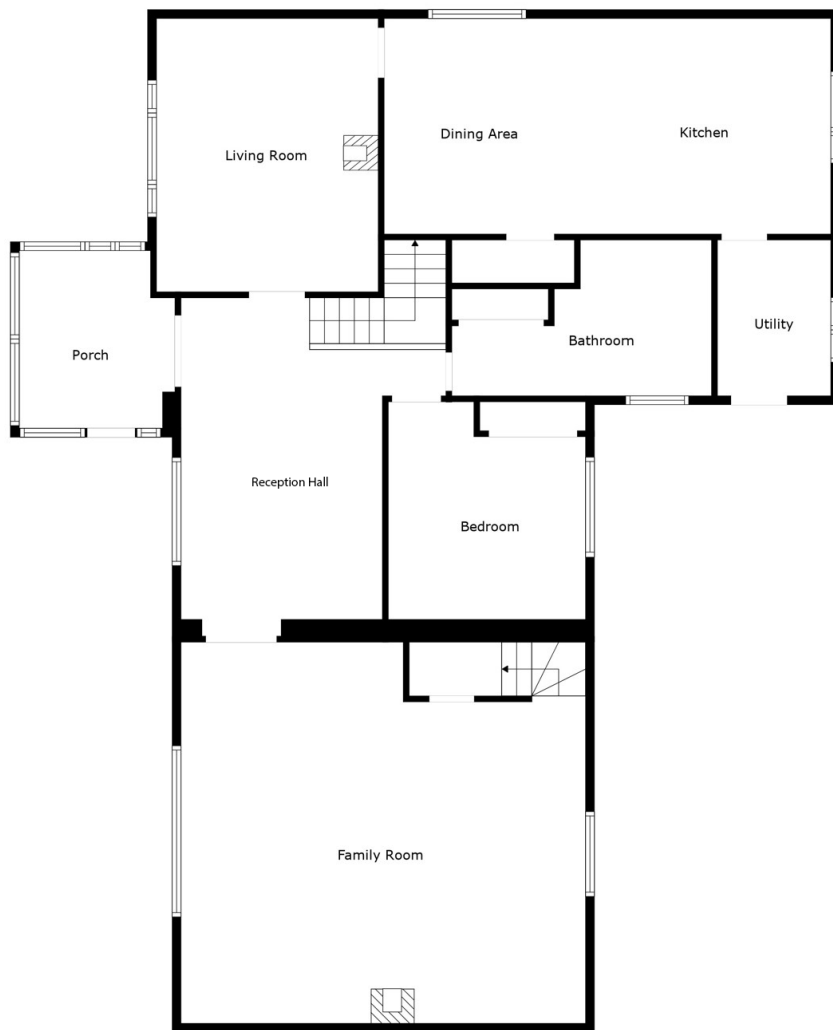 Living Room
Dining Area
Kitchen
Porch
Bathroom
Utility
Reception Hall
Bedroom
Family Room